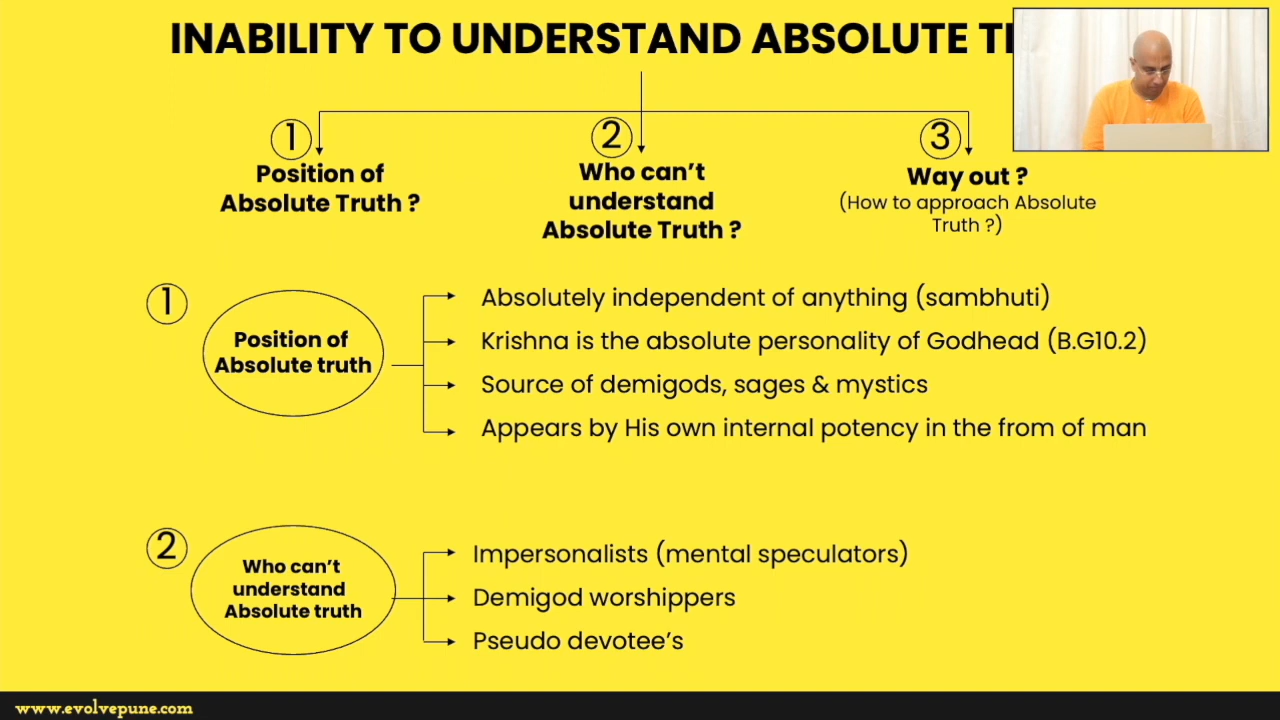 INABILITY TO UNDERSTAND ABSOLUTE
1
Position of
Absolute Truth ?
2
Who can't
understand
Absolute Truth ?
3
Way out ?
(How to approach Absolute
Truth ?)
1
Position of
Absolute truth
Absolutely independent of anything (sambhuti)
Krishna is the absolute personality of Godhead (B.G10.2)
Source of demigods, sages & mystics
Appears by His own internal potency in the from of man
2
Who can't
understand
Absolute truth
Impersonalists (mental speculators)
Demigod worshippers
Pseudo devotee's
www.evolvepune.com